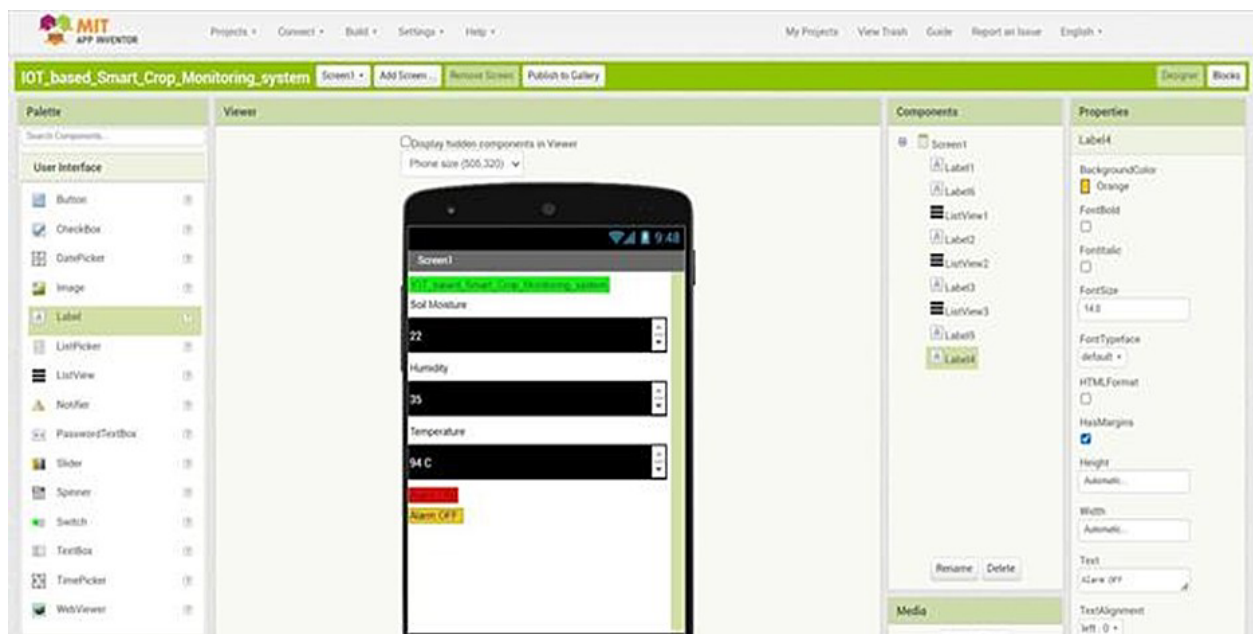 MIT
APP INVENTOR
Projects Connect Build Settings Help My Projects View Trash Guide Report an Issue English
IOT_based_Smart_Crop_Monitoring_system Screen1 Add Screen ... Remove Screen Publish to Gallery Designer Blocks
Palette
Search Components...
User Interface
Button
CheckBox
DatePicker
Image
Label
ListPicker
ListView
Notifier
PasswordTextBox
Slider
Spinner
Switch
TextBox
TimePicker
WebViewer
Viewer
Display hidden components in Viewer
Phone size (505,320)
9:48
Screen1
IOT_based_Smart_Crop_Monitoring_system
Soil Moisture
22
Humidity
35
Temperature
94 C
Alarm OFF
Components
Screen1
Label1
Label6
ListView1
Label2
ListView2
Label3
ListView3
Label5
Label4
Rename Delete
Media
Properties
Label4
BackgroundColor
Orange
FontBold
FontItalic
FontSize
14.0
FontTypeface
default
HTMLFormat
HasMargins
Height
Automatic...
Width
Automatic...
Text
Alarm OFF
TextAlignment
left : 0